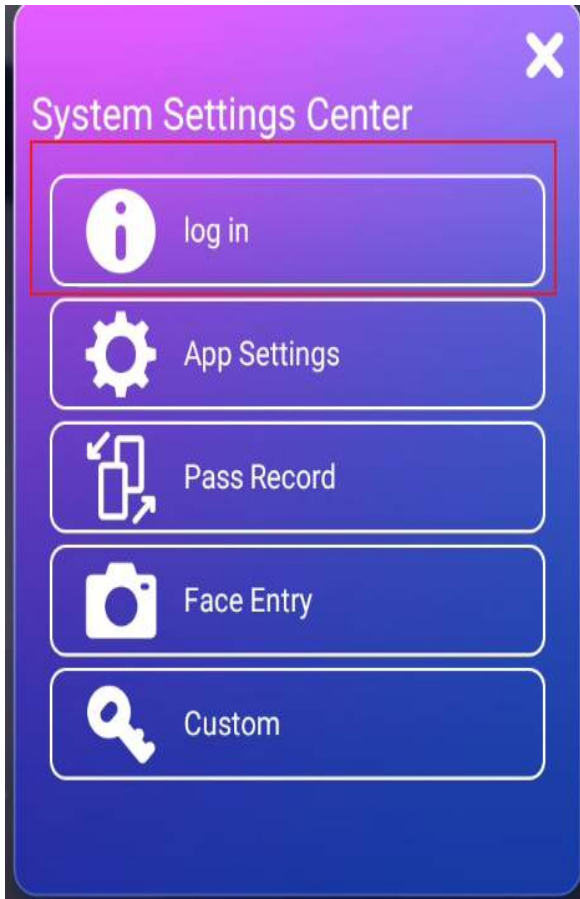 System Settings Center
log in
App Settings
Pass Record
Face Entry
Custom